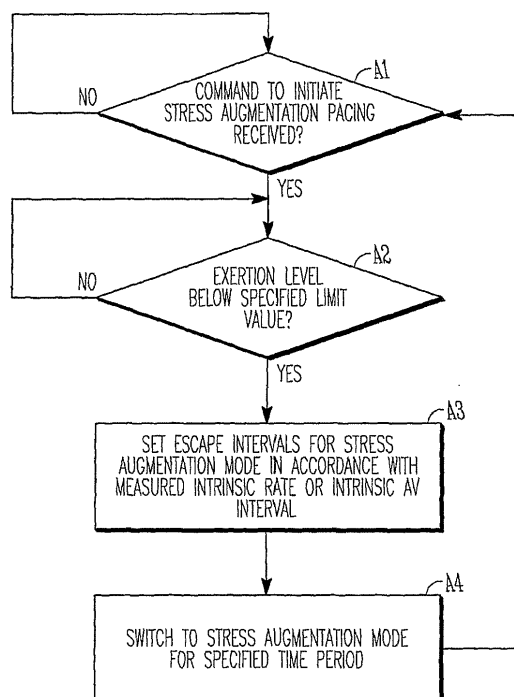 A1
COMMAND TO INITIATE
STRESS AUGMENTATION PACING
RECEIVED?
NO
YES
A2
EXERTION LEVEL
BELOW SPECIFIED LIMIT
VALUE?
NO
YES
A3
SET ESCAPE INTERVALS FOR STRESS
AUGMENTATION MODE IN ACCORDANCE WITH
MEASURED INTRINSIC RATE OR INTRINSIC AV
INTERVAL
A4
SWITCH TO STRESS AUGMENTATION MODE
FOR SPECIFIED TIME PERIOD